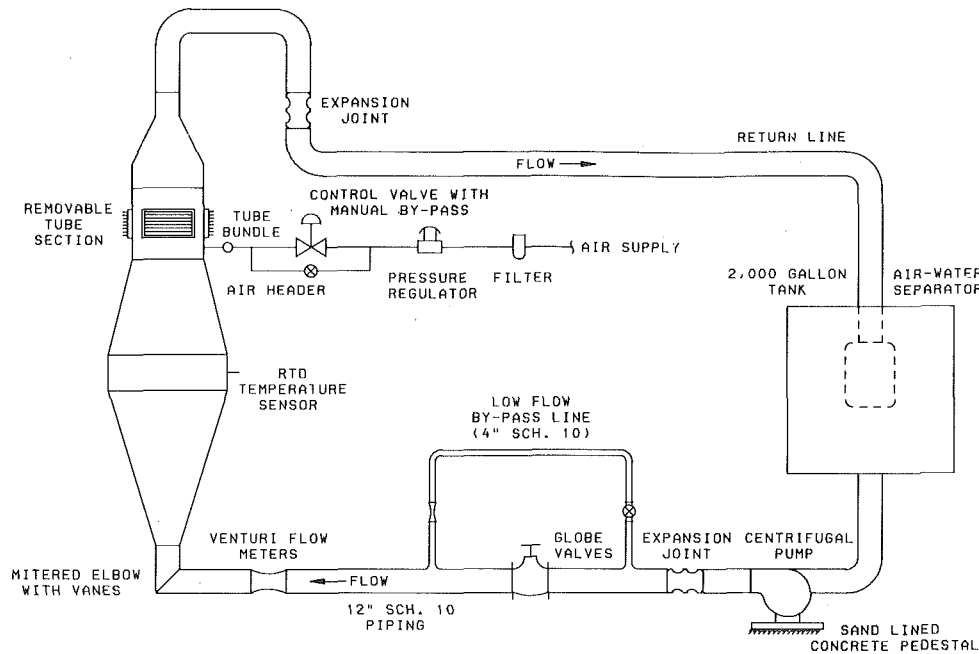 EXPANSION
JOINT
RETURN LINE
FLOW
CONTROL VALVE WITH
MANUAL BY-PASS
REMOVABLE
TUBE
SECTION
TUBE
BUNDLE
AIR SUPPLY
AIR HEADER
PRESSURE
REGULATOR
FILTER
2,000 GALLON
TANK
AIR-WATER
SEPARATOR
RTD
TEMPERATURE
SENSOR
LOW FLOW
BY-PASS LINE
(4" SCH. 10)
VENTURI FLOW
METERS
GLOBE
VALVES
EXPANSION
JOINT
CENTRIFUGAL
PUMP
MITERED ELBOW
WITH VANES
FLOW
12" SCH. 10
PIPING
SAND LINED
CONCRETE PEDESTAL